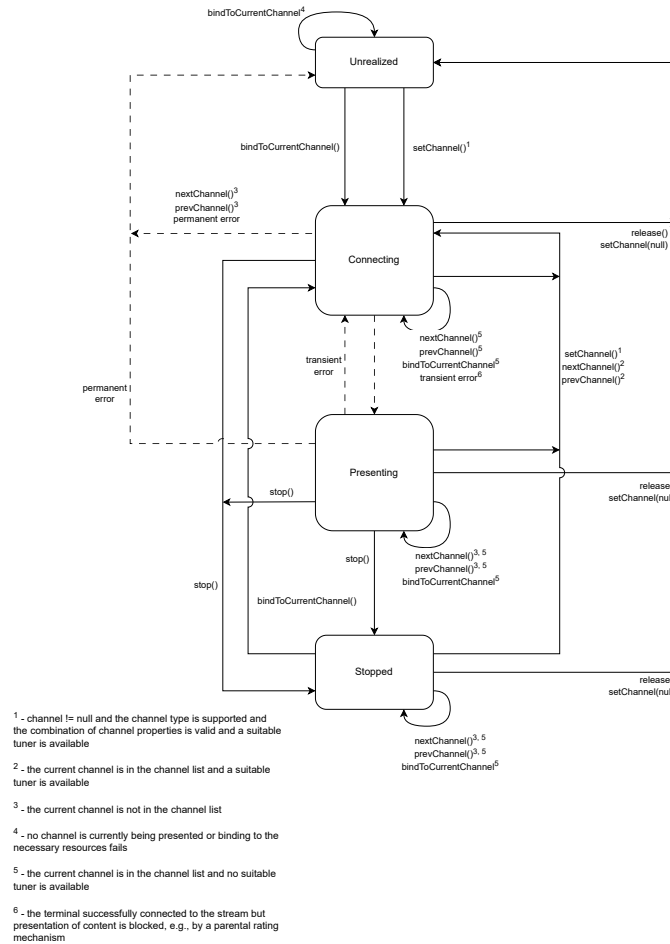 bindToCurrentChannel4
Unrealized
bindToCurrentChannel()
setChannel()1
nextChannel()3
prevChannel()3
permanent error
release()
setChannel(null)
Connecting
nextChannel()5
prevChannel()5
bindToCurrentChannel5
transient error6
transient
error
setChannel()1
nextChannel()2
prevChannel()2
permanent
error
Presenting
release
setChannel(nul
stop()
nextChannel()3, 5
prevChannel()3, 5
bindToCurrentChannel5
stop()
stop()
bindToCurrentChannel()
Stopped
release
setChannel(nul
nextChannel()3, 5
prevChannel()3, 5
bindToCurrentChannel5
1 - channel != null and the channel type is supported and
the combination of channel properties is valid and a suitable
tuner is available
2 - the current channel is in the channel list and a suitable
tuner is available
3 - the current channel is not in the channel list
4 - no channel is currently being presented or binding to the
necessary resources fails
5 - the current channel is in the channel list and no suitable
tuner is available
6 - the terminal successfully connected to the stream but
presentation of content is blocked, e.g., by a parental rating
mechanism